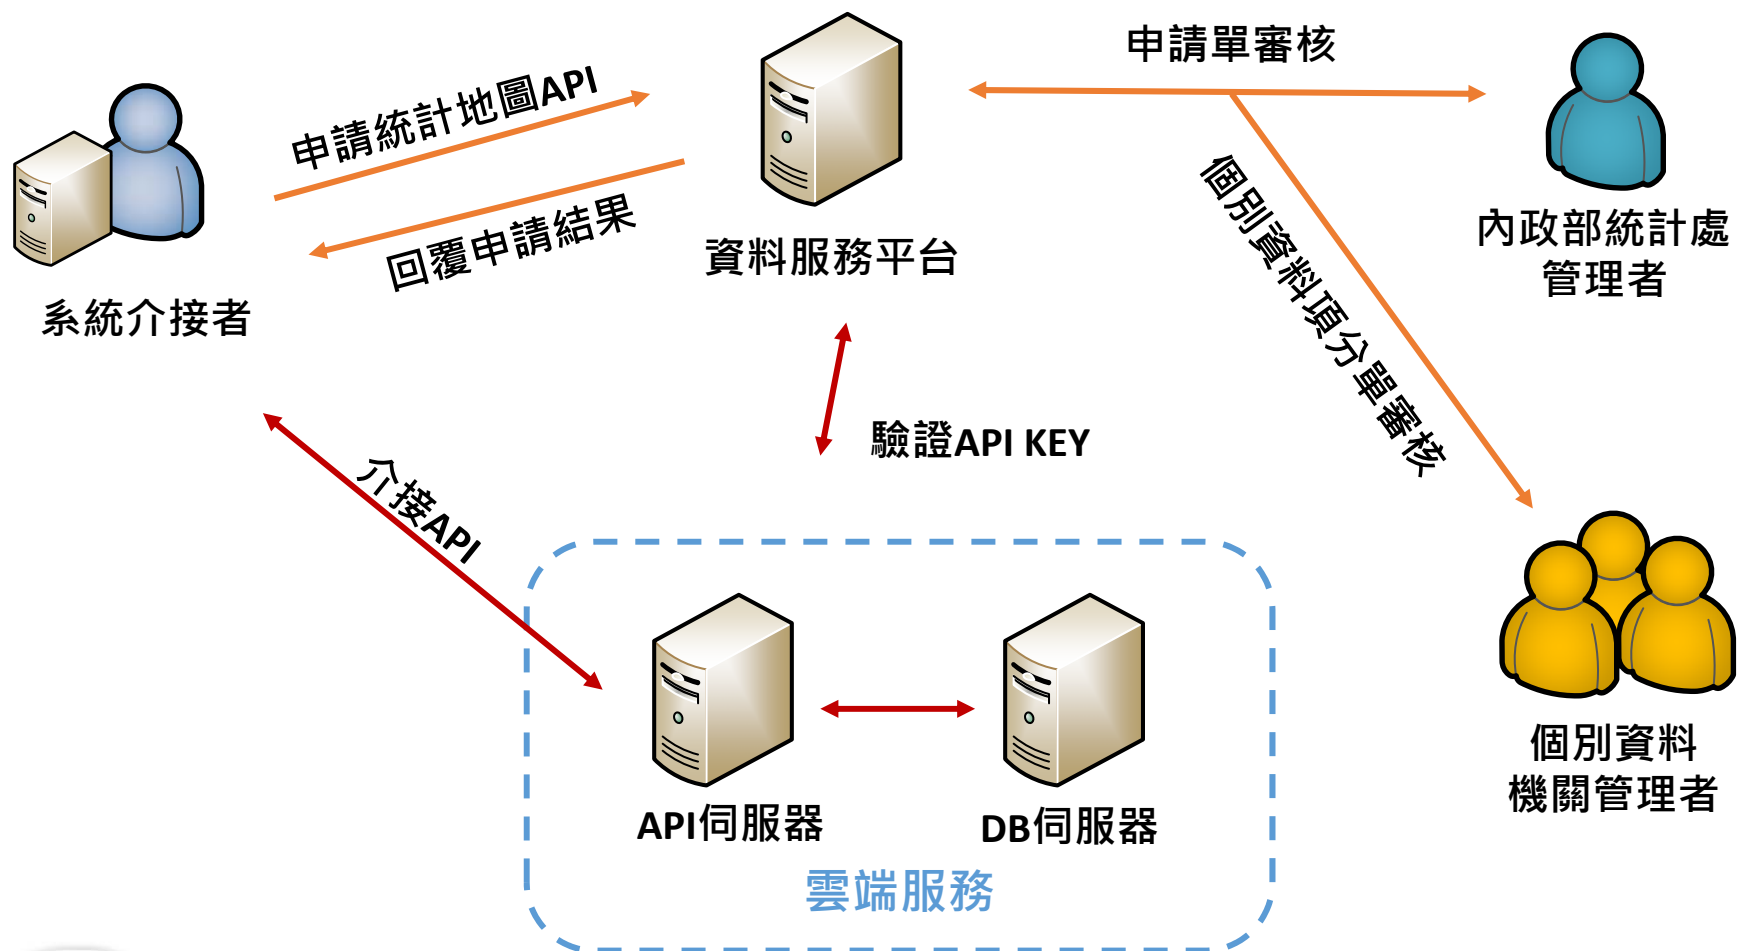 申請單審核
申請統計地圖API
回覆申請結果
個別資料項分單審核
內政部統計處
管理者
資料服務平台
系統介接者
驗證API KEY
介接API
個別資料
機關管理者
API伺服器
DB伺服器
雲端服務